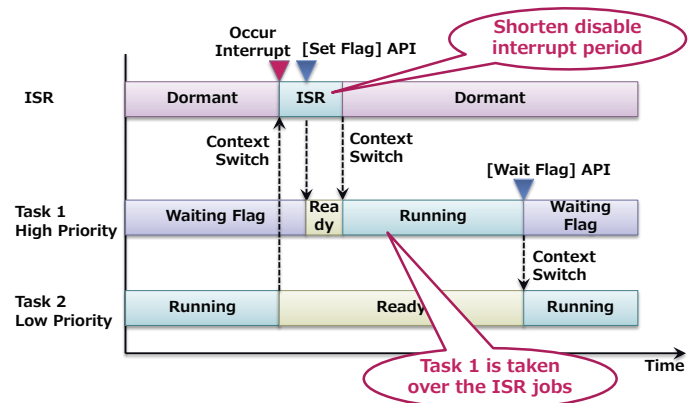 Occur
Interrupt
[Set Flag] API
Shorten disable
interrupt period
ISR
Dormant
ISR
Dormant
Context
Switch
Context
Switch
[Wait Flag] API
Task 1
High Priority
Waiting Flag
Rea
dy
Running
Waiting
Flag
Context
Switch
Task 2
Low Priority
Running
Ready
Running
Task 1 is taken
over the ISR jobs
Time